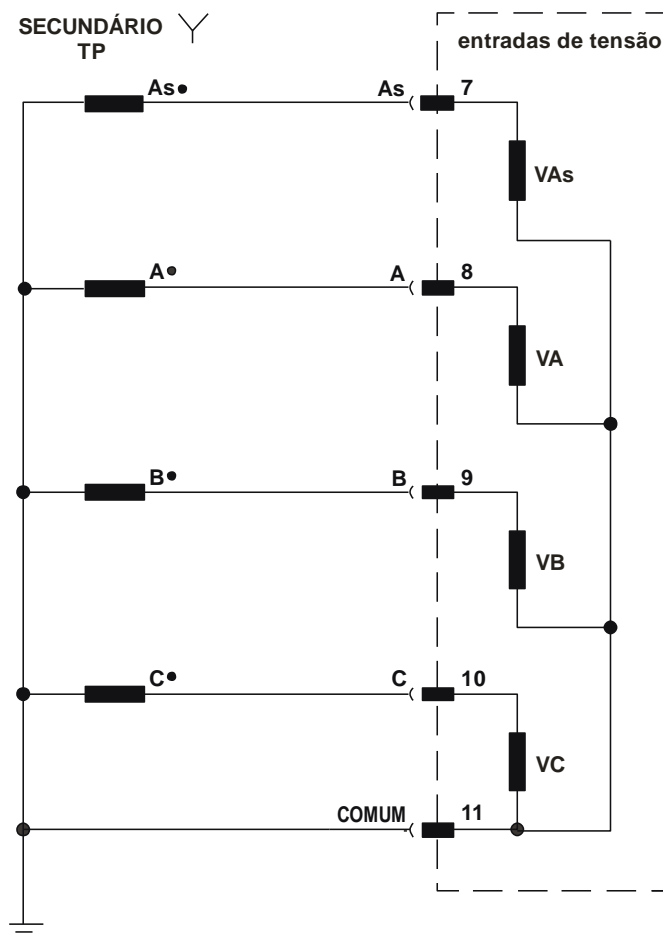 SECUNDÁRIO
TP
entradas de tensão
As
As
7
VAs
A
A
8
VA
B
B
9
VB
C
C
10
VC
COMUM
11